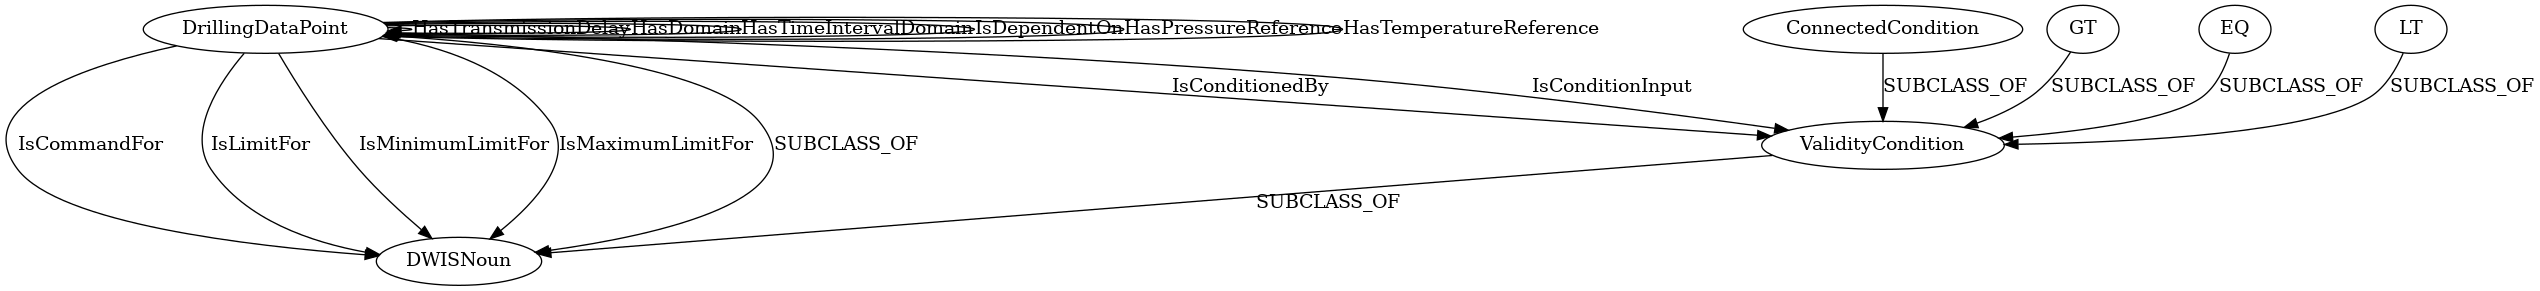 DrillingDataPoint
HasTransmissionDelay
HasDomain
HasTimeIntervalDomain
IsDependentOn
HasPressureReference
HasTemperatureReference
ConnectedCondition
GT
EQ
LT
IsConditionedBy
IsConditionInput
SUBCLASS_OF
SUBCLASS_OF
SUBCLASS_OF
SUBCLASS_OF
IsCommandFor
IsLimitFor
IsMinimumLimitFor
IsMaximumLimitFor
SUBCLASS_OF
ValidityCondition
SUBCLASS_OF
DWISNoun